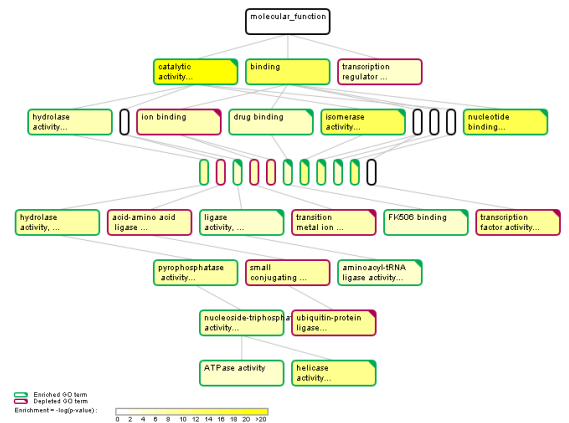 molecular_function
catalytic
activity...
binding
transcription
regulator ...
hydrolase
activity...
ion binding
drug binding
isomerase
activity...
nucleotide
binding...
hydrolase
activity, ...
acid-amino acid
ligase ...
ligase
activity, ...
transition
metal ion ...
FK506 binding
transcription
factor activity...
pyrophosphatase
activity...
small
conjugating ...
aminoacyl-tRNA
ligase activity...
nucleoside-triphosphat
activity...
ubiquitin-protein
ligase...
ATPase activity
helicase
activity...
Enriched GO term
Depleted GO term
Enrichment = -log(p-value) :
0 2 4 6 8 10 12 14 16 18 20 >20